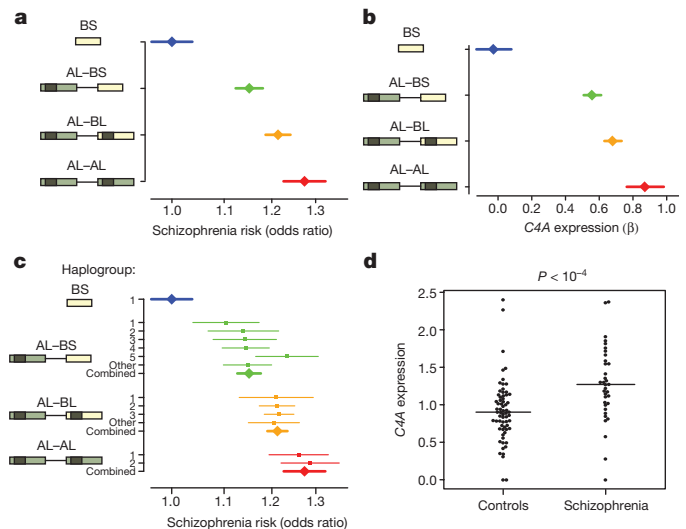 a
BS
AL–BS
AL–BL
AL–AL
1.0 1.1 1.2 1.3
Schizophrenia risk (odds ratio)
b
BS
AL–BS
AL–BL
AL–AL
0.0 0.2 0.4 0.6 0.8 1.0
C4A expression (β)
c
Haplogroup:
BS
1
AL–BS
1
2
3
4
5
Other
Combined
AL–BL
1
2
3
Other
Combined
AL–AL
1
2
Combined
1.0 1.1 1.2 1.3
Schizophrenia risk (odds ratio)
d
P < 10⁻⁴
C4A expression
2.5
2.0
1.5
1.0
0.5
0.0
Controls Schizophrenia